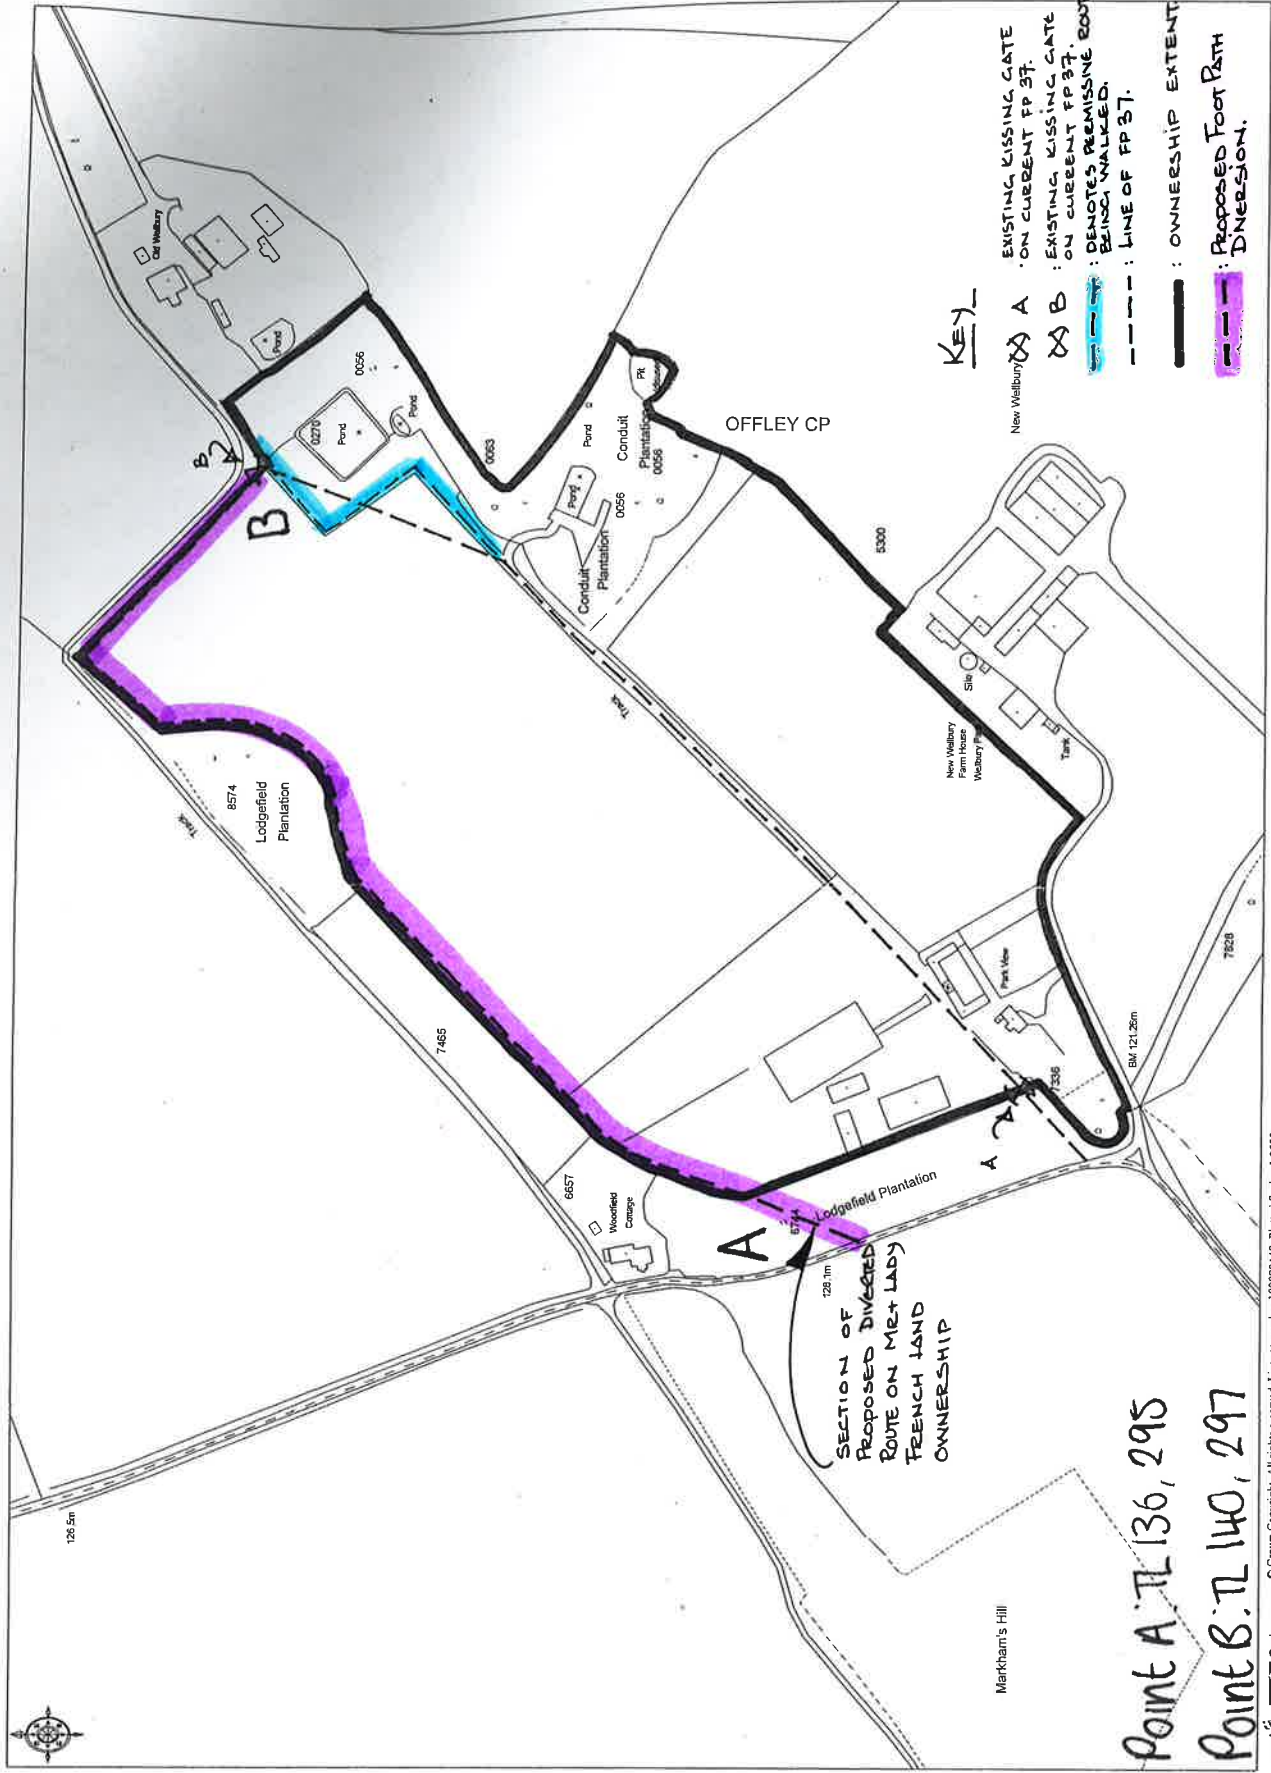 126.5m
Old Wellbury
Pond
0056
0270
Pond
Pond
B
B
0063
Pond
Pit
Conduit
Plantation
0056
Pond
0056
Conduit
Plantation
OFFLEY CP
Track
8574
Lodgefield
Plantation
Track
7465
5300
New Wellbury
Silo
New Wellbury
Farm House
Tank
Park View
7336
BM 121.26m
7828
6657
Woodfield
Cottage
A
A
Lodgefield Plantation
128.1m
SECTION OF
PROPOSED DIVERTED
ROUTE ON MR + LADY
FRENCH LAND
OWNERSHIP
Markham's Hill
KEY
A : EXISTING KISSING GATE
ON CURRENT FP 37.
B : EXISTING KISSING GATE
ON CURRENT FP 37.
: DENOTES PERMISSIVE ROUT
BEING WALKED.
: LINE OF FP 37.
: OWNERSHIP EXTENT
: PROPOSED FOOT PATH
DIVERSION.
Point A: TL 136, 295
Point B: TL 140, 297